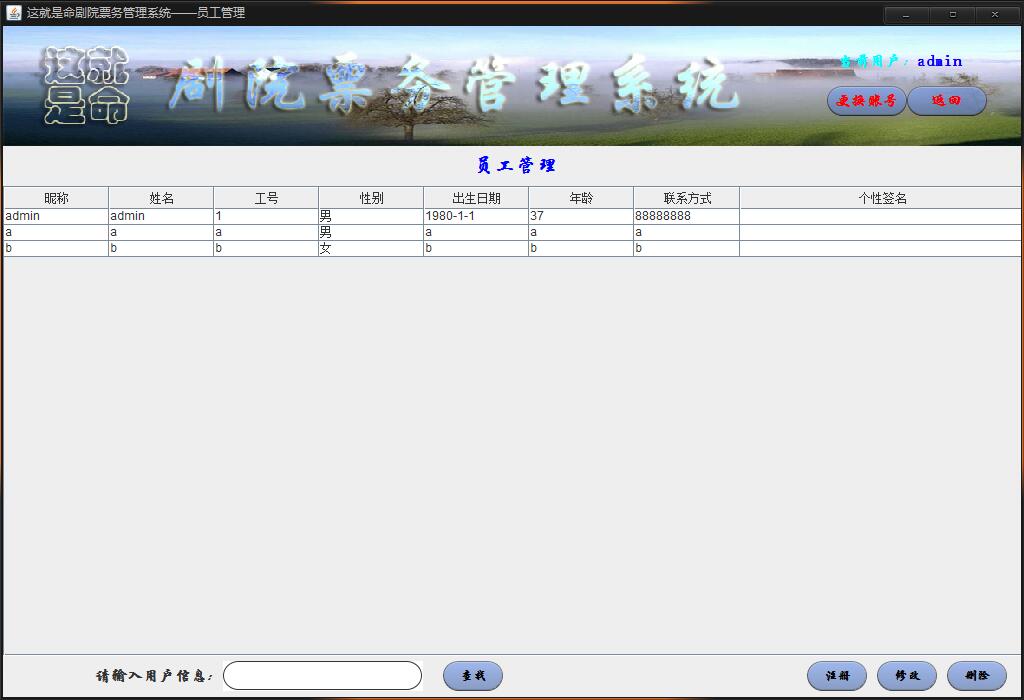 这就是命剧院票务管理系统——员工管理
这就
是命
剧院票务管理系统
当前用户：admin
更换账号 返回
员工管理
昵称 姓名 工号 性别 出生日期 年龄 联系方式 个性签名
admin admin 1 男 1980-1-1 37 88888888
a a a 男 a a a
b b b 女 b b b
请输入用户信息： 查找 注册 修改 删除